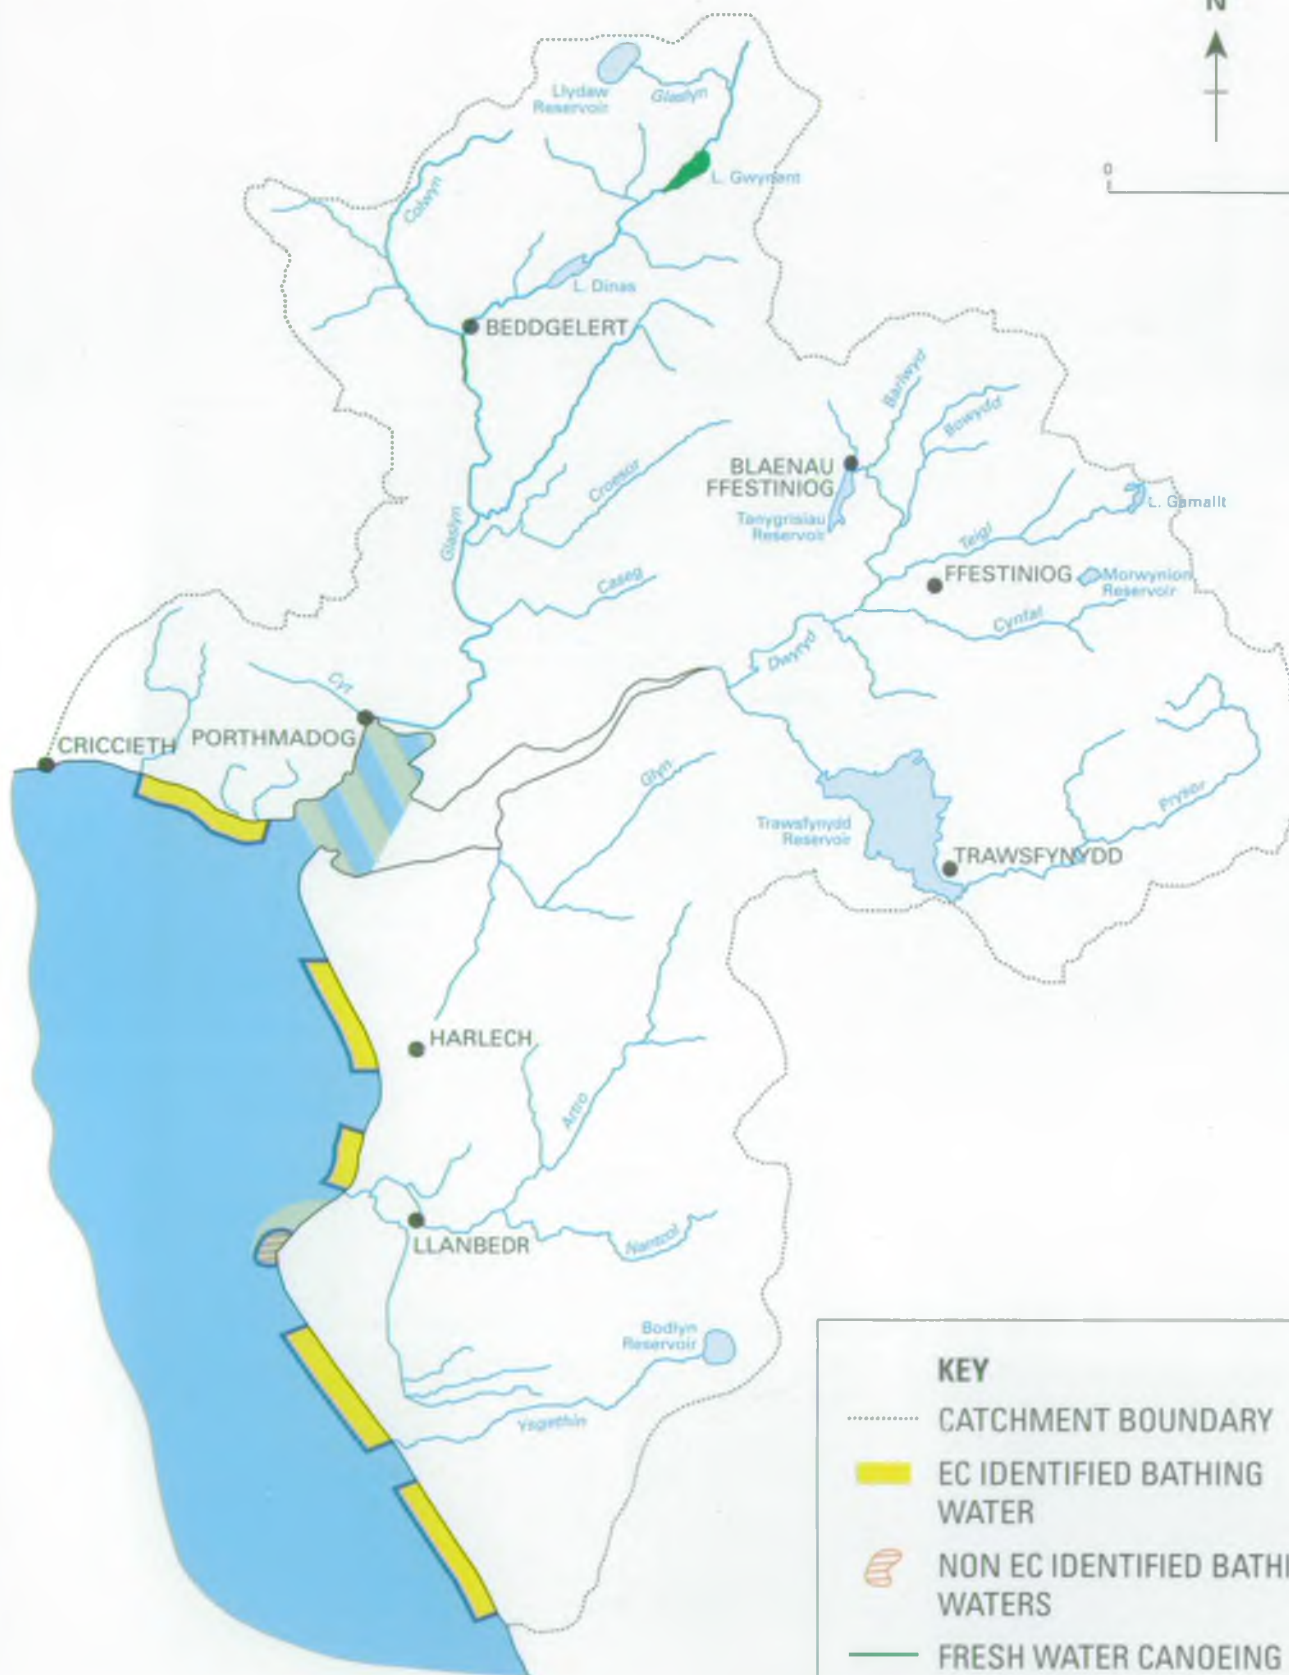 N
0
Llydaw
Reservoir
Glaslyn
L. Gwynant
Colwyn
L. Dinas
BEDDGELERT
Barlwyd
Bowydd
BLAENAU
FFESTINIOG
Tanygrisiau
Reservoir
Croesor
L. Gamallt
Teigl
Glaslyn
FFESTINIOG
Morwynion
Reservoir
Caseg
Cynfal
Dwyryd
Cyt
CRICCIETH
PORTHMADOG
Glyn
Prysor
Trawsfynydd
Reservoir
TRAWSFYNYDD
HARLECH
Artro
LLANBEDR
Nantcol
Bodlyn
Reservoir
Ysgethin
KEY
CATCHMENT BOUNDARY
EC IDENTIFIED BATHING
WATER
NON EC IDENTIFIED BATHI
WATERS
FRESH WATER CANOEING